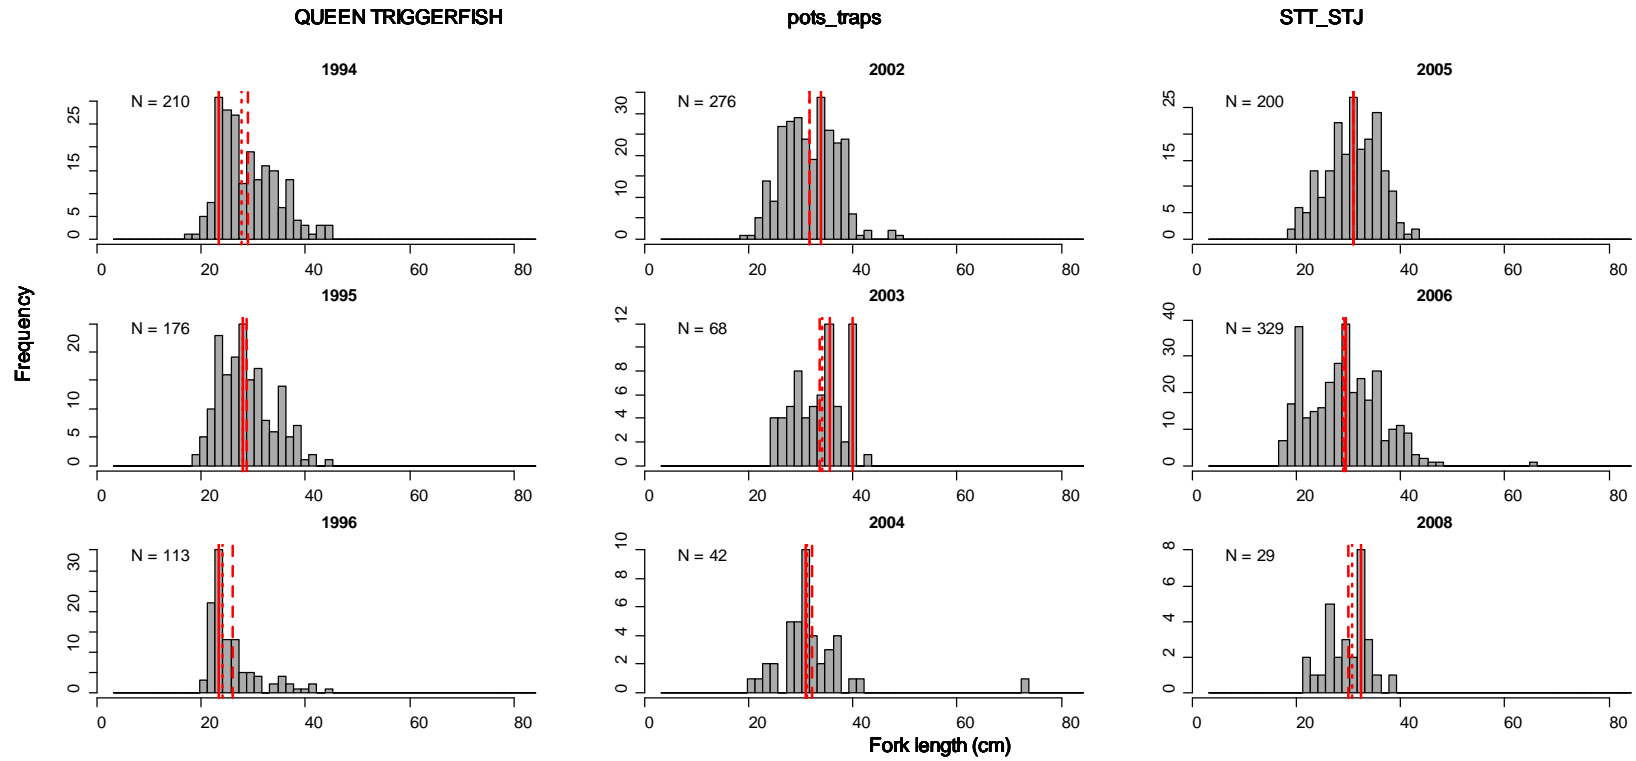 QUEEN TRIGGERFISH pots_traps STT_STJ
1994 2002 2005
N = 210 N = 276 N = 200
0 5 15 25
0 10 20 30
0 5 15 25
0 20 40 60 80 0 20 40 60 80 0 20 40 60 80
1995 2003 2006
N = 176 N = 68 N = 329
0 5 10 20
0 2 4 6 8 12
0 10 20 30 40
0 20 40 60 80 0 20 40 60 80 0 20 40 60 80
1996 2004 2008
N = 113 N = 42 N = 29
0 10 20 30
0 2 4 6 8 10
0 2 4 6 8
0 20 40 60 80 0 20 40 60 80 0 20 40 60 80
Frequency
Fork length (cm)